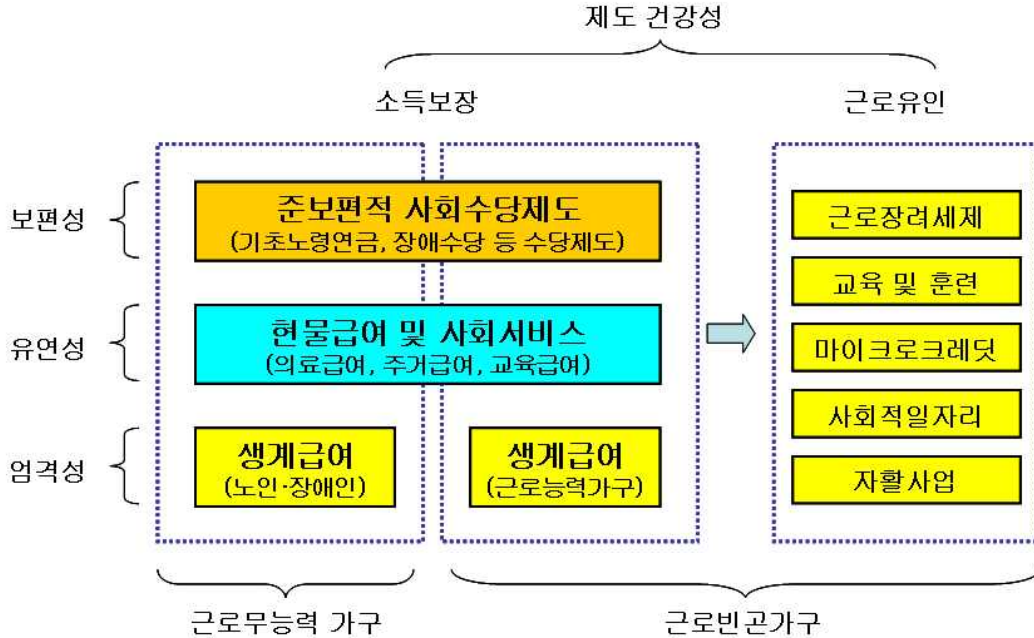 제도 건강성
소득보장
근로유인
보편성
준보편적 사회수당제도
(기초노령연금, 장애수당 등 수당제도)
유연성
현물급여 및 사회서비스
(의료급여, 주거급여, 교육급여)
엄격성
생계급여
(노인·장애인)
생계급여
(근로능력가구)
근로장려세제
교육 및 훈련
마이크로크레딧
사회적일자리
자활사업
근로무능력 가구
근로빈곤가구